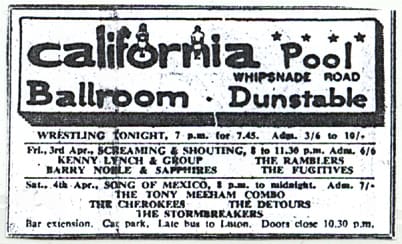 california Pool
WHIPSNADE ROAD
Ballroom · Dunstable
WRESTLING TONIGHT, 7 p.m. for 7.45. Adm. 3/6 to 10/-
Fri., 3rd Apr., SCREAMING & SHOUTING, 8 to 11.30 p.m. Adm. 6/6
KENNY LYNCH & GROUP THE RAMBLERS
BARRY NOBLE & SAPPHIRES THE FUGITIVES
Sat., 4th Apr., SONG OF MEXICO, 8 p.m. to midnight. Adm. 7/-
THE TONY MEEHAM COMBO
THE CHEROKEES THE DETOURS
THE STORMBREAKERS
Bar extension. Car park. Late bus to Luton. Doors close 10.30 p.m.